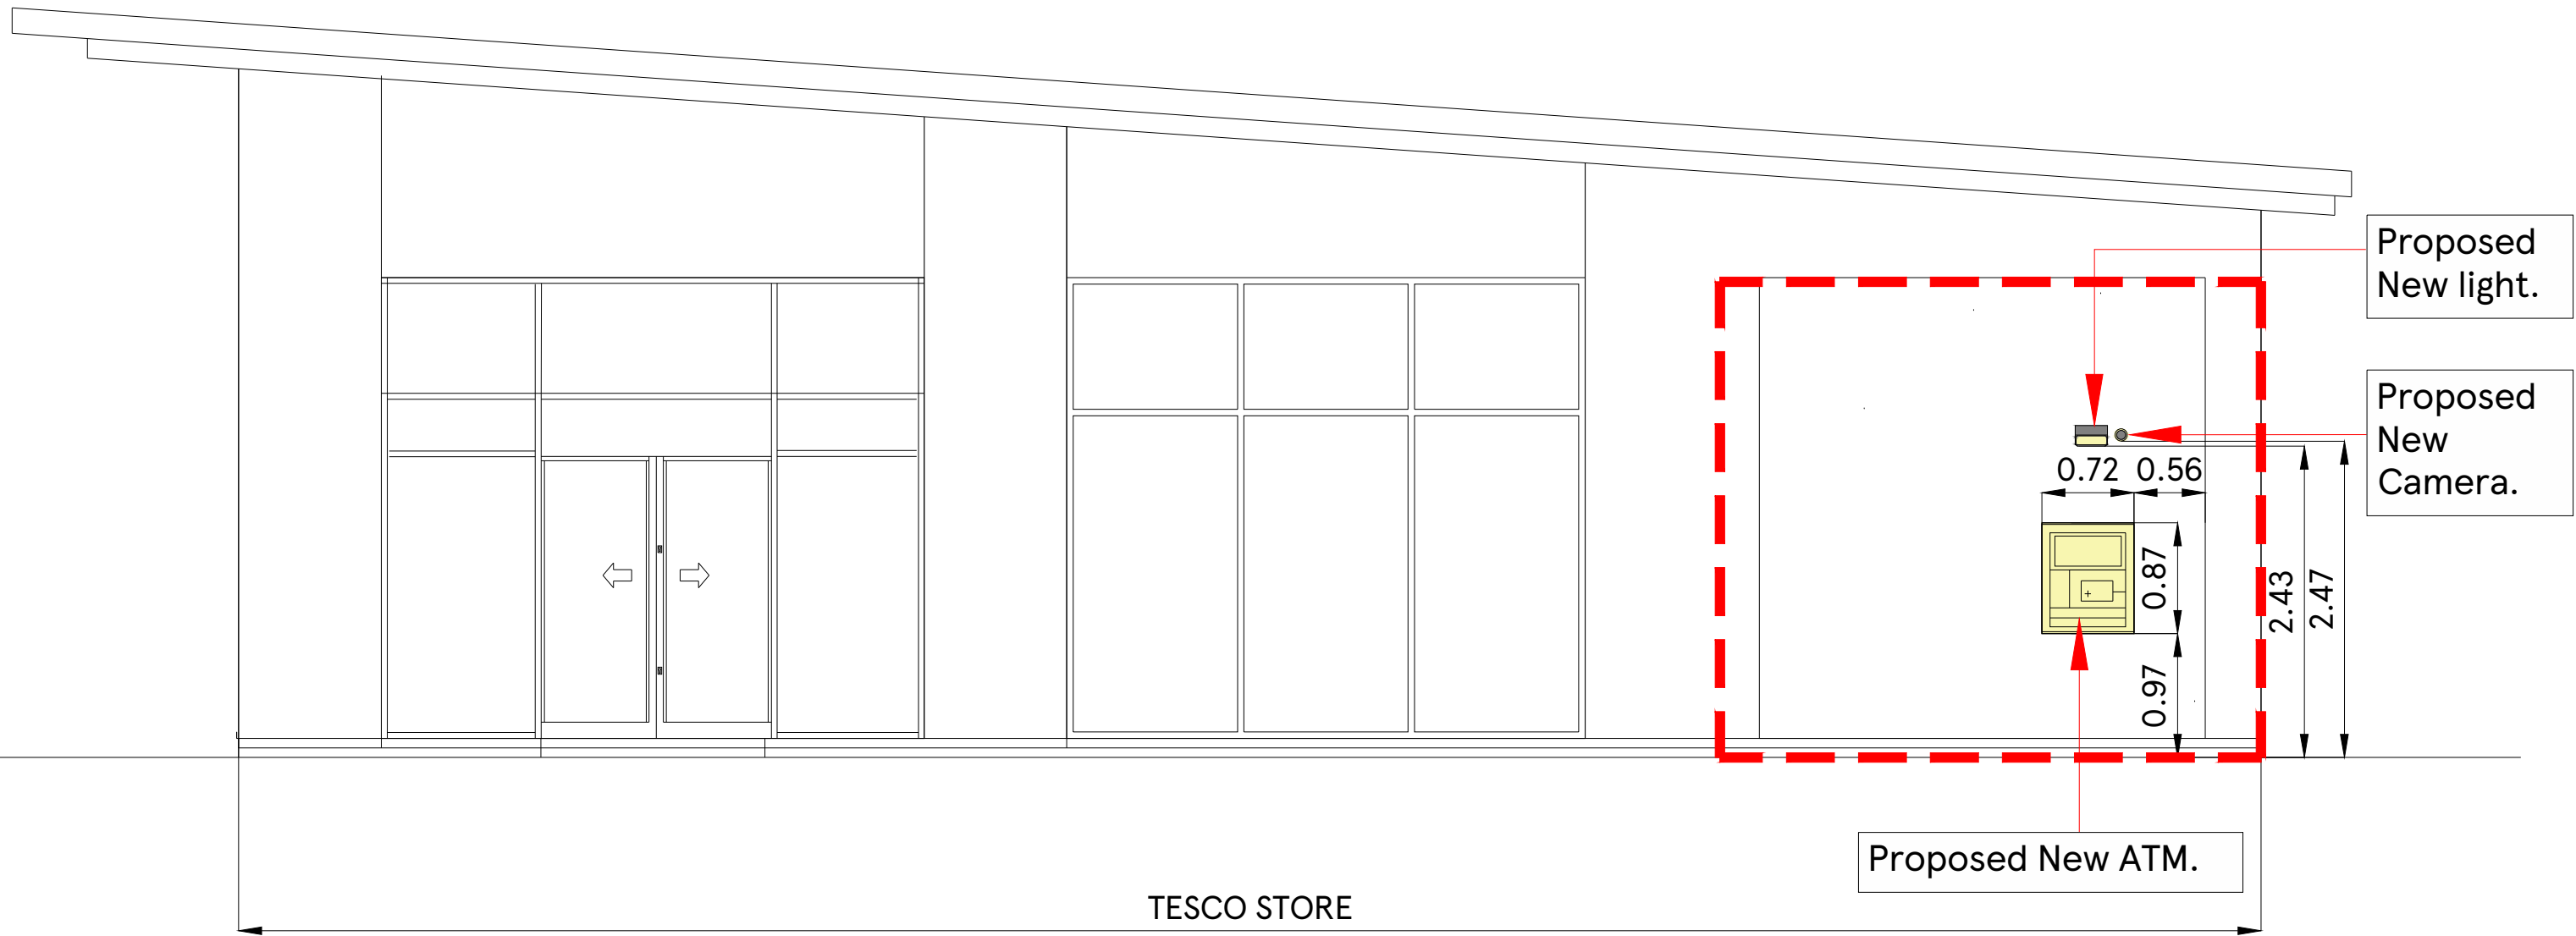 Proposed
New light.
Proposed
New
Camera.
0.72 0.56
0.87
2.43
2.47
0.97
Proposed New ATM.
TESCO STORE